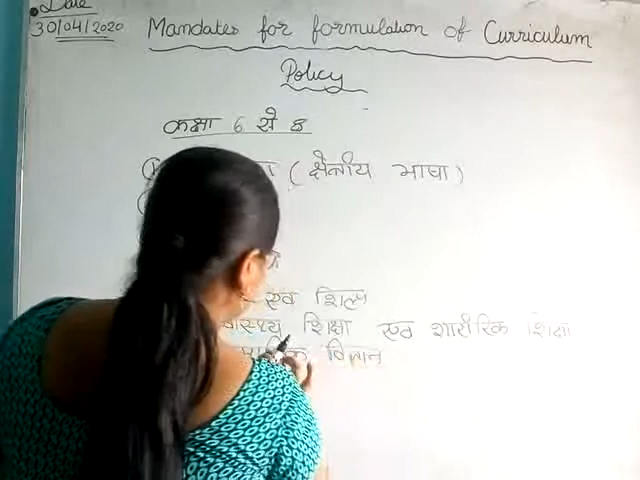 Date
30/04/2020 Mandates for formulation of Curriculum
Policy
कक्षा 6 से 8
(क्षेत्रीय भाषा)
एवं शिल्प
स्वास्थ्य शिक्षा एवं शारीरिक शिक्षा
विज्ञान